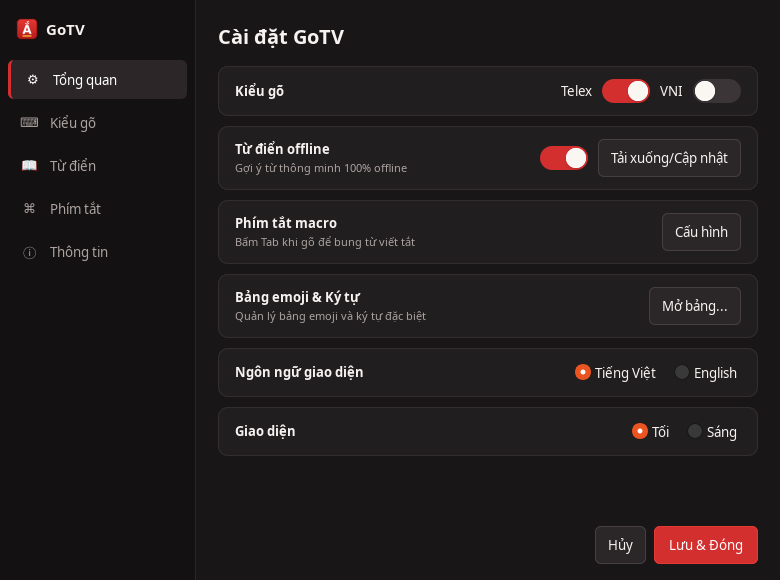 Ấ GoTV
Tổng quan
Kiểu gõ
Từ điển
Phím tắt
Thông tin
Cài đặt GoTV
Kiểu gõ
Telex VNI
Từ điển offline
Gợi ý từ thông minh 100% offline
Tải xuống/Cập nhật
Phím tắt macro
Bấm Tab khi gõ để bung từ viết tắt
Cấu hình
Bảng emoji & Ký tự
Quản lý bảng emoji và ký tự đặc biệt
Mở bảng...
Ngôn ngữ giao diện
Tiếng Việt English
Giao diện
Tối Sáng
Hủy Lưu & Đóng